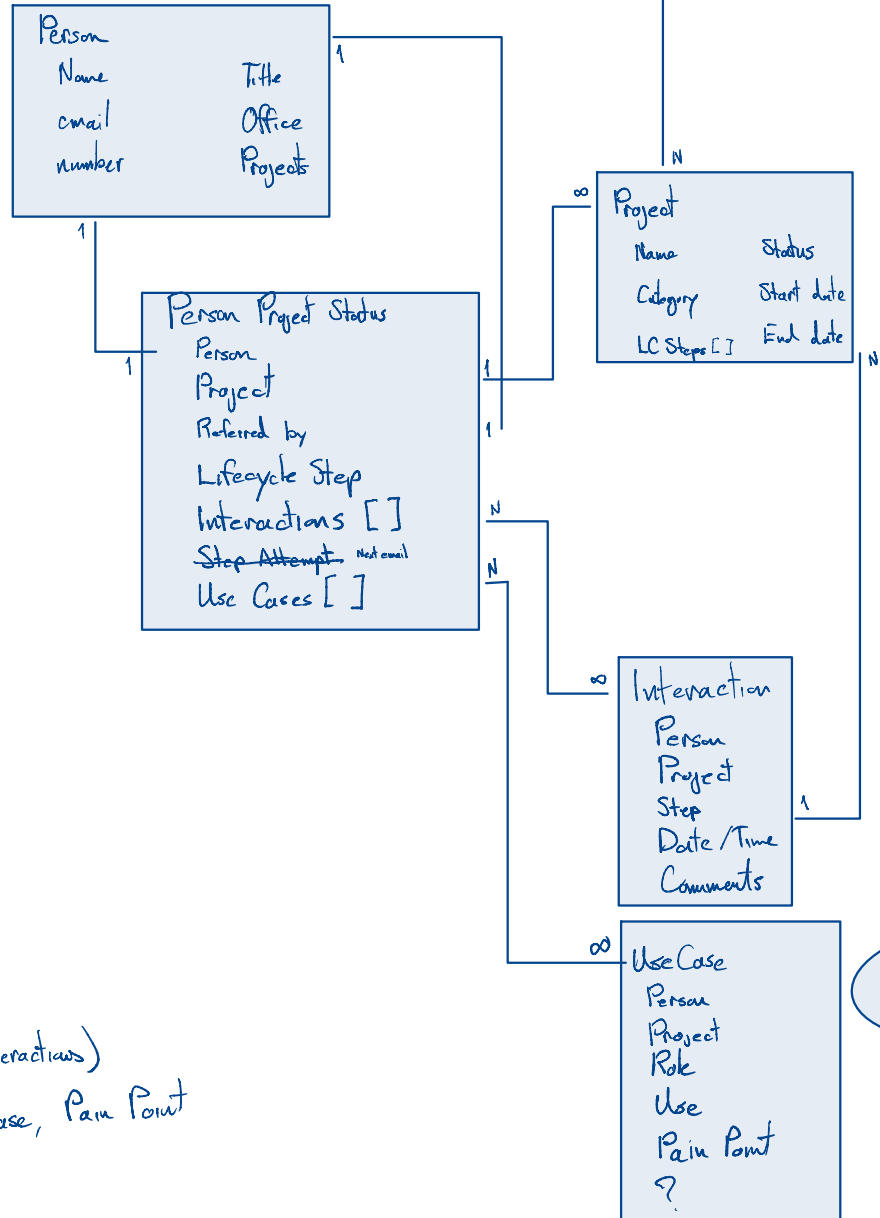 Person
1
Name Title
email Office
number Projects
N
∞
Project
Name Status
Category Start date
LC Steps [ ] End date
N
1
1
Person Project Status
Person
Project
1
Referred by
1
Lifecycle Step
Interactions [ ]
N
Step Attempt Next email
N
Use Cases [ ]
∞
Interaction
Person
Project
Step
1
Date/Time
Comments
∞
Use Case
Person
Project
Role
Use
Pain Point
?
eractions)
ase, Pain Point